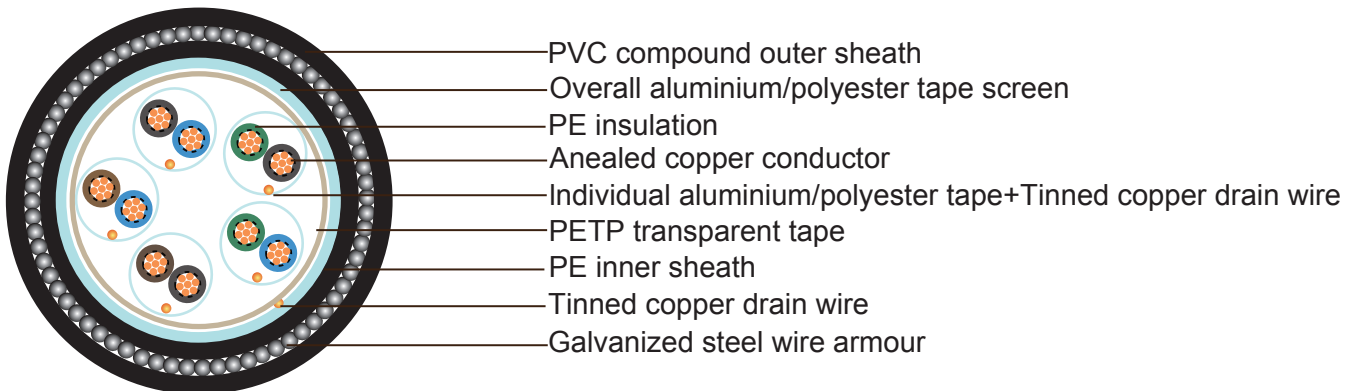 PVC compound outer sheath
Overall aluminium/polyester tape screen
PE insulation
Anealed copper conductor
Individual aluminium/polyester tape+Tinned copper drain wire
PETP transparent tape
PE inner sheath
Tinned copper drain wire
Galvanized steel wire armour